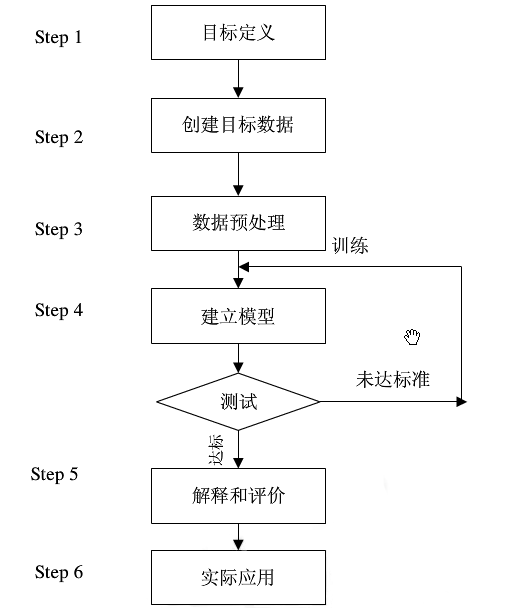 Step 1
目标定义
Step 2
创建目标数据
Step 3
数据预处理
训练
Step 4
建立模型
未达标准
测试
达标
Step 5
解释和评价
Step 6
实际应用